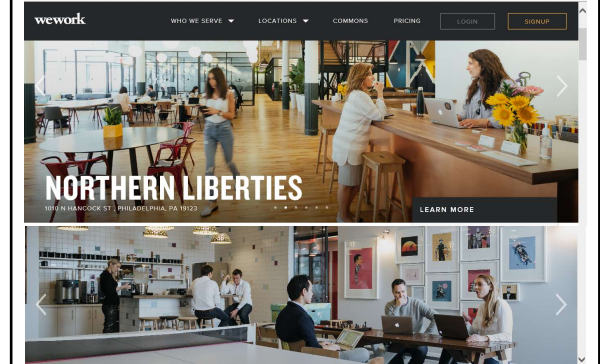 wework
WHO WE SERVE LOCATIONS COMMONS PRICING LOGIN SIGNUP
NORTHERN LIBERTIES
1010 N HANCOCK ST , PHILADELPHIA, PA 19123
LEARN MORE